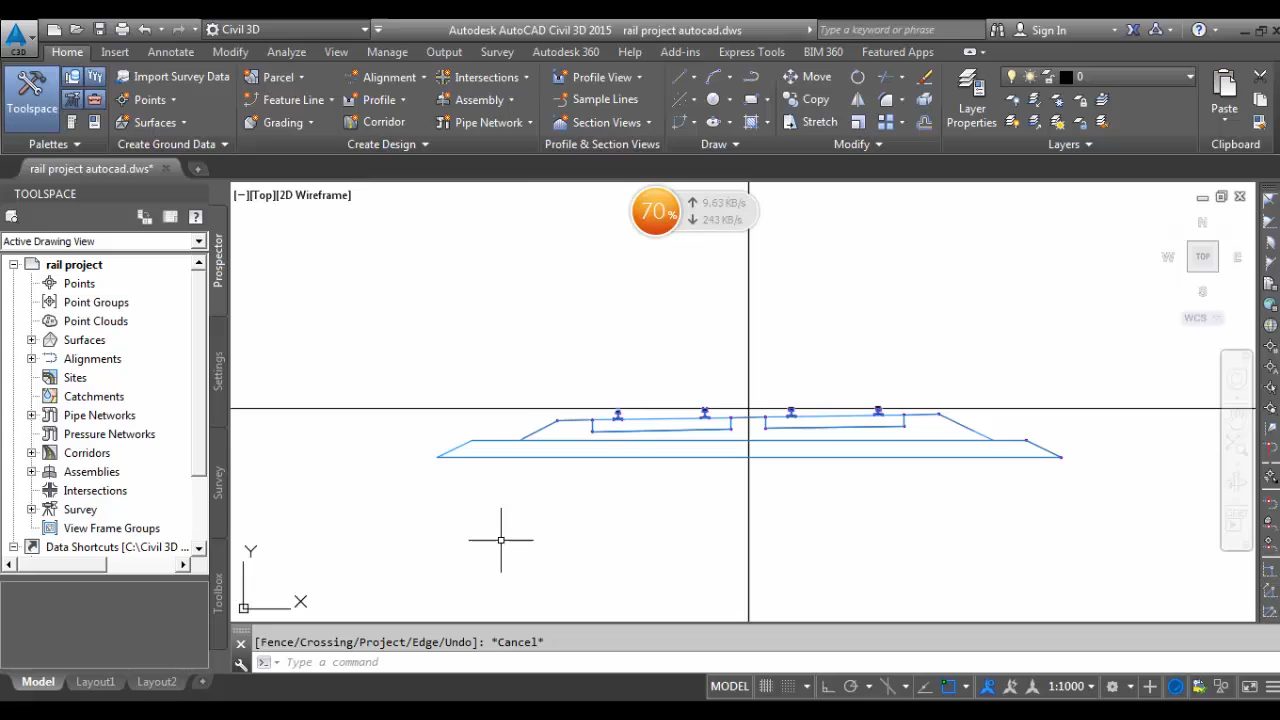 Civil 3D
Autodesk AutoCAD Civil 3D 2015 rail project autocad.dws
Type a keyword or phrase
Sign In
C3D
Home Insert Annotate Modify Analyze View Manage Output Survey Autodesk 360 Help Add-ins Express Tools BIM 360 Featured Apps
Toolspace
Import Survey Data
Points
Surfaces
Parcel
Feature Line
Grading
Alignment
Profile
Corridor
Intersections
Assembly
Pipe Network
Profile View
Sample Lines
Section Views
Move
Copy
Stretch
Layer
Properties
0
Paste
Palettes Create Ground Data Create Design Profile & Section Views Draw Modify Layers Clipboard
rail project autocad.dws*
TOOLSPACE
Active Drawing View
rail project
Points
Point Groups
Point Clouds
Surfaces
Alignments
Sites
Catchments
Pipe Networks
Pressure Networks
Corridors
Assemblies
Intersections
Survey
View Frame Groups
Data Shortcuts [C:\Civil 3D ...
Prospector
Settings
Survey
Toolbox
[−][Top][2D Wireframe]
70%
9.63 KB/s
243 KB/s
N
W TOP E
S
WCS
Y
X
[Fence/Crossing/Project/Edge/Undo]: *Cancel*
Type a command
Model Layout1 Layout2
MODEL
1:1000